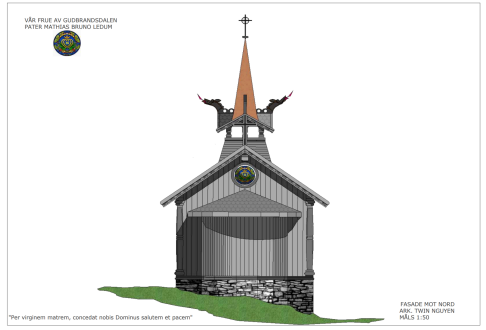 VÅR FRUE AV GUDBRANDSDALEN
PATER MATHIAS BRUNO LEDUM
"Per virginem matrem, concedat nobis Dominus salutem et pacem"
FASADE MOT NORD
ARK. TWIN NGUYEN
MÅLS 1:50